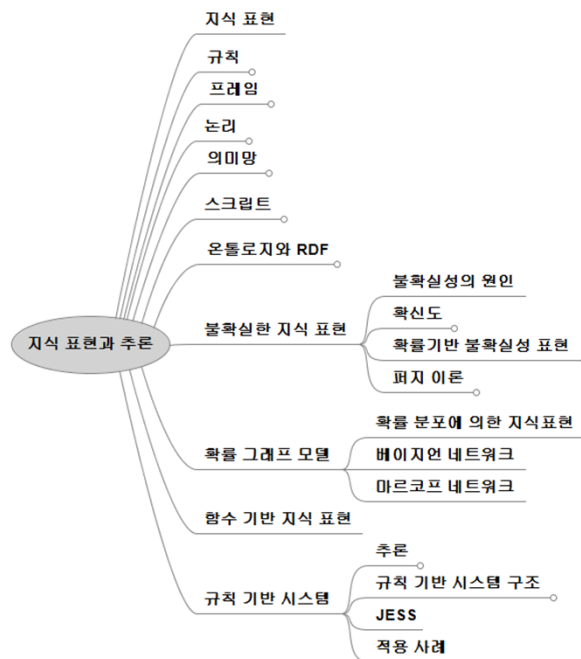 지식 표현
규칙
프레임
논리
의미망
스크립트
온톨로지와 RDF
지식 표현과 추론
불확실한 지식 표현
불확실성의 원인
확신도
확률기반 불확실성 표현
퍼지 이론
확률 그래프 모델
확률 분포에 의한 지식표현
베이지언 네트워크
마르코프 네트워크
함수 기반 지식 표현
규칙 기반 시스템
추론
규칙 기반 시스템 구조
JESS
적용 사례